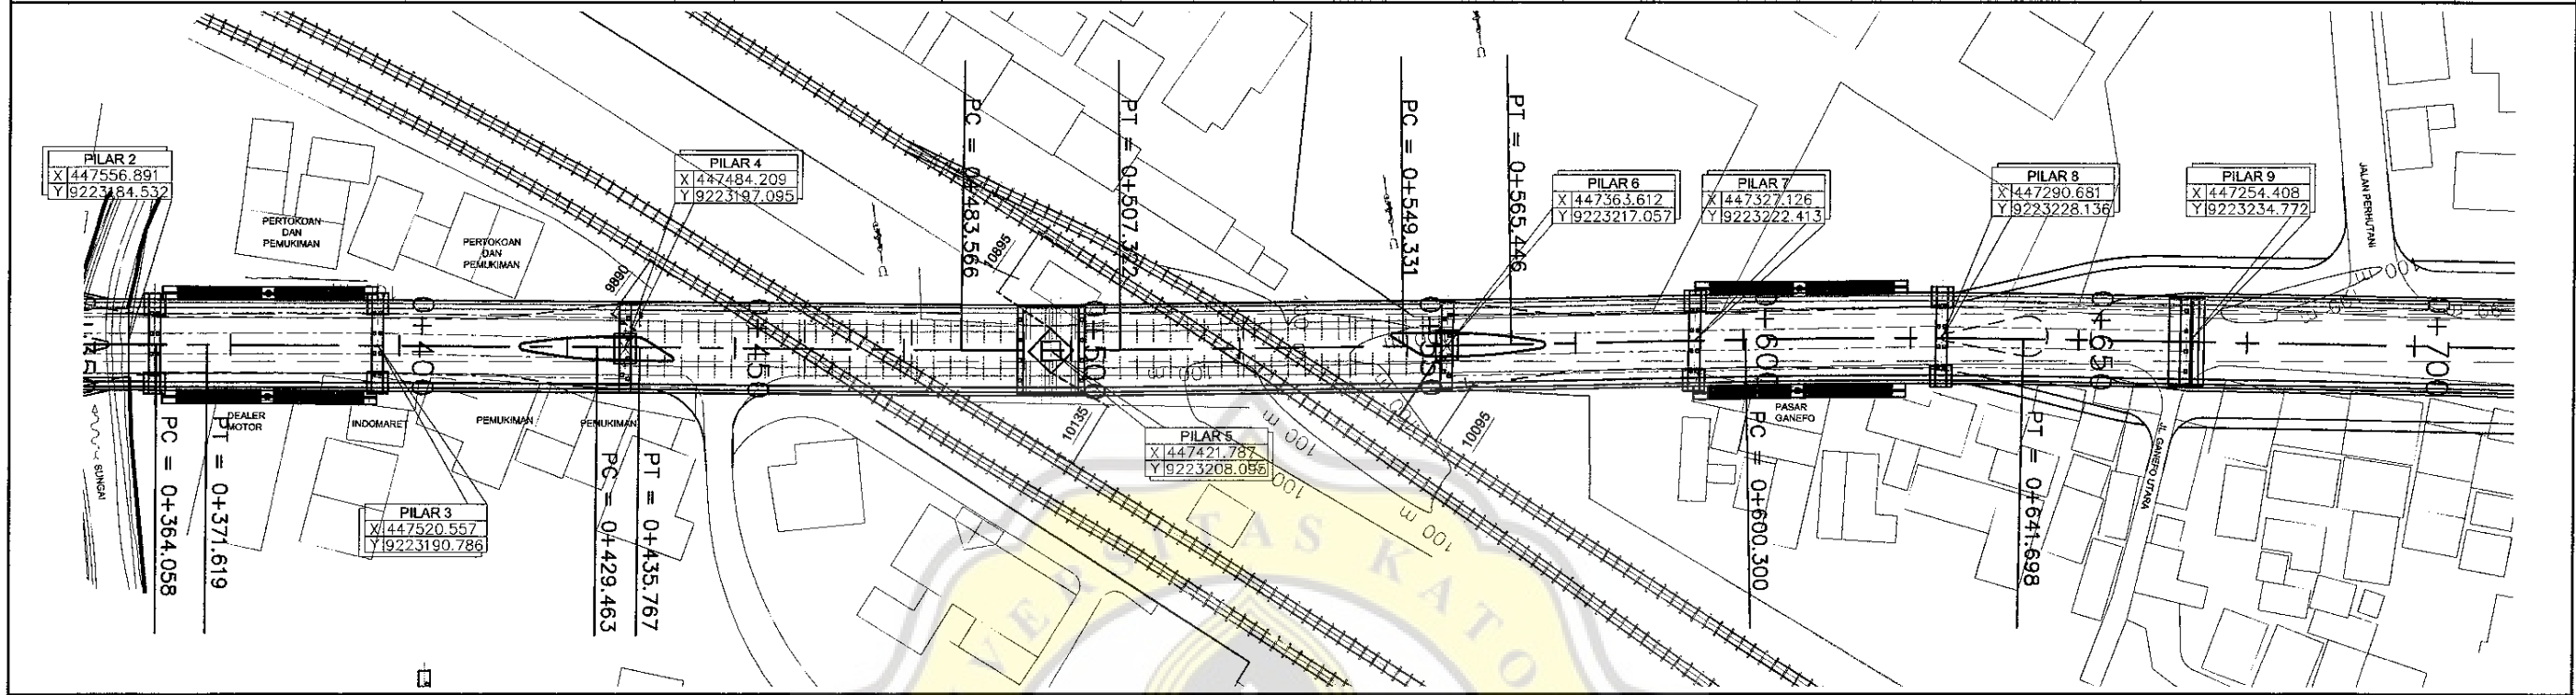 PILAR 2
X 447556.891
Y 9223184.532
PERTOKOAN
DAN
PEMUKIMAN
PERTOKOAN
DAN
PEMUKIMAN
PILAR 4
X 447484.209
Y 9223197.095
PC = 0+483.566
PT = 0+507.322
PC = 0+549.331
PT = 0+565.446
PILAR 6
X 447363.612
Y 9223217.057
PILAR 7
X 447327.126
Y 9223222.413
PILAR 8
X 447290.681
Y 9223228.136
PILAR 9
X 447254.408
Y 9223234.772
JALAN PERHUTANI
9890
10895
0+400
0+450
0+600
0+650
0+700
100 m
SUNGAI
PC = 0+364.058
PT = 0+371.619
DEALER
MOTOR
INDOMARET
PEMUKIMAN
PEMUKIMAN
PC = 0+429.463
PT = 0+435.767
PILAR 3
X 447520.557
Y 9223190.786
10135
PILAR 5
X 447421.787
Y 9223208.095
10095
100 m
100 m
100
100 m
PASAR
GANEFO
PC = 0+600.300
PT = 0+641.698
JL. GANEFO UTARA
VERSITAS KATO